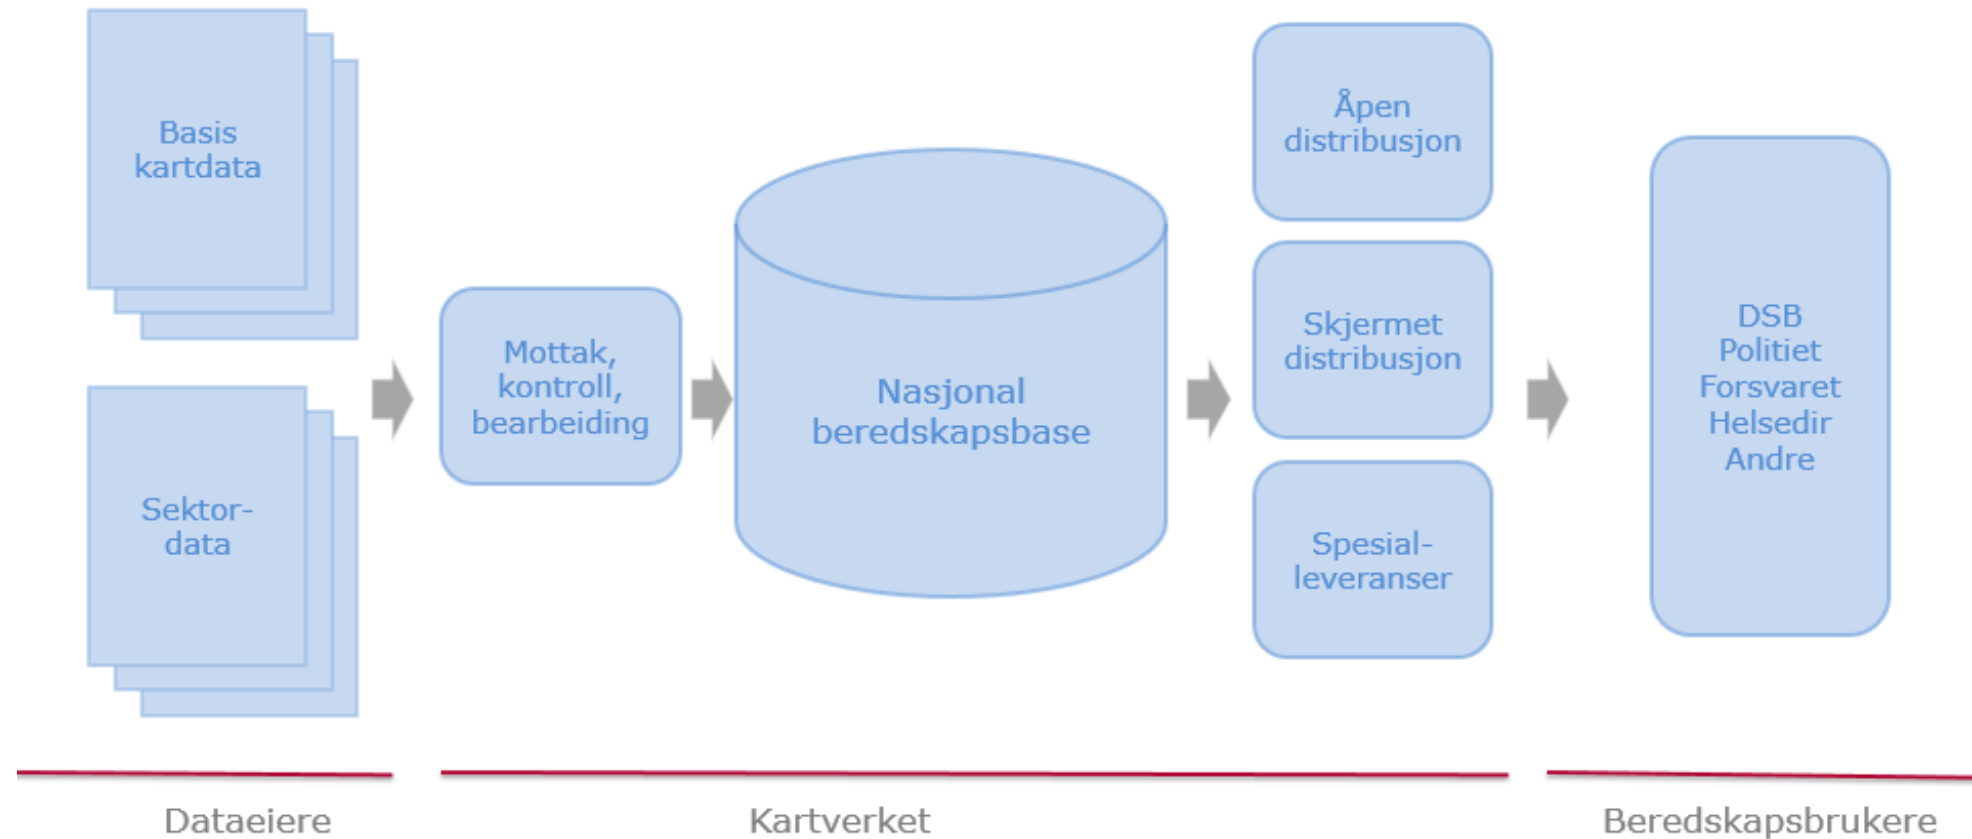 Basis
kartdata
Sektor-
data
Mottak,
kontroll,
bearbeiding
Nasjonal
beredskapsbase
Åpen
distribusjon
Skjermet
distribusjon
Spesial-
leveranser
DSB
Politiet
Forsvaret
Helsedir
Andre
Dataeiere
Kartverket
Beredskapsbrukere